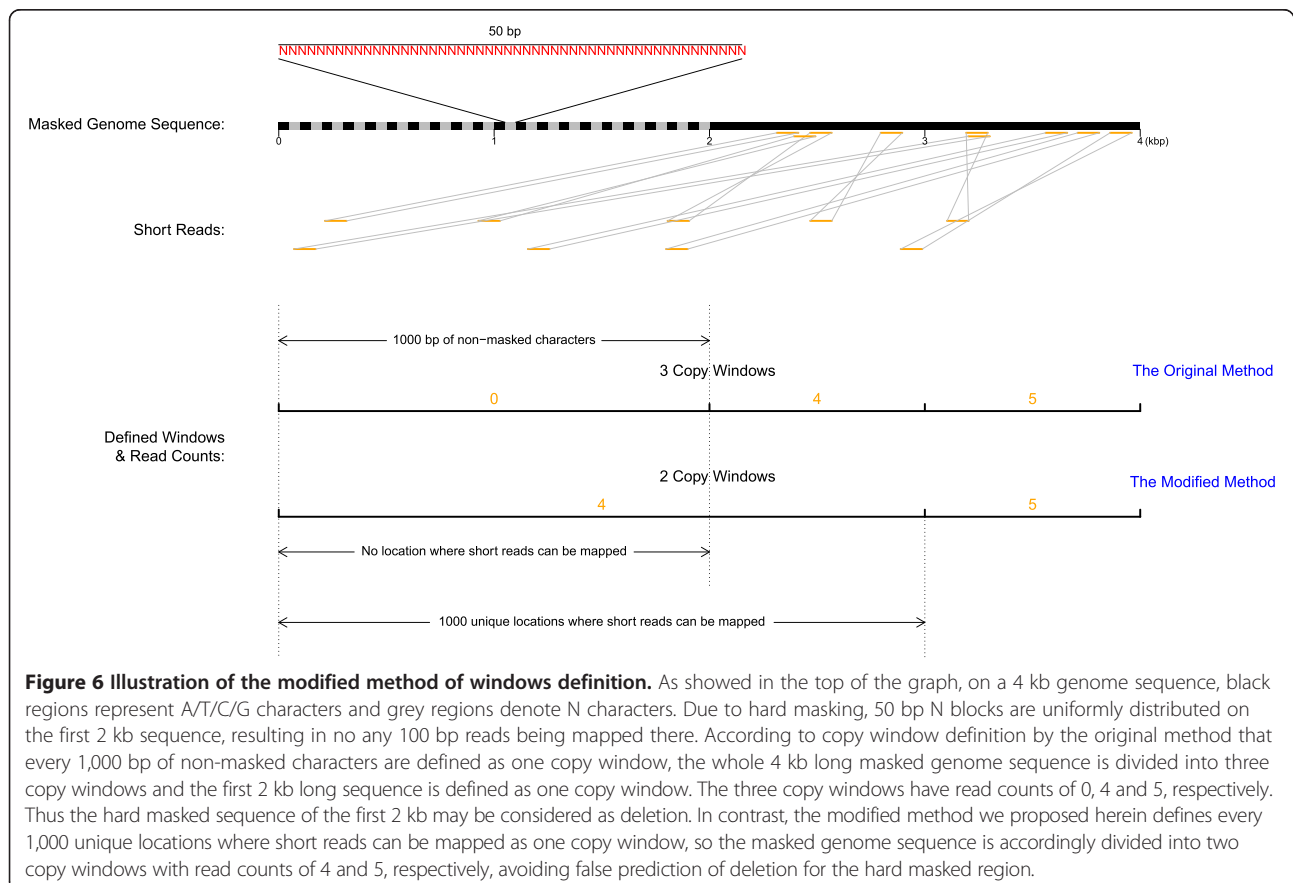 50 bp
NNNNNNNNNNNNNNNNNNNNNNNNNNNNNNNNNNNNNNNNNNNNNNNNNN
Masked Genome Sequence:
0 1 2 3 4 (kbp)
Short Reads:
1000 bp of non−masked characters
3 Copy Windows
The Original Method
0 4 5
Defined Windows
& Read Counts:
2 Copy Windows
The Modified Method
4 5
No location where short reads can be mapped
1000 unique locations where short reads can be mapped
Figure 6 Illustration of the modified method of windows definition. As showed in the top of the graph, on a 4 kb genome sequence, black
regions represent A/T/C/G characters and grey regions denote N characters. Due to hard masking, 50 bp N blocks are uniformly distributed on
the first 2 kb sequence, resulting in no any 100 bp reads being mapped there. According to copy window definition by the original method that
every 1,000 bp of non-masked characters are defined as one copy window, the whole 4 kb long masked genome sequence is divided into three
copy windows and the first 2 kb long sequence is defined as one copy window. The three copy windows have read counts of 0, 4 and 5, respectively.
Thus the hard masked sequence of the first 2 kb may be considered as deletion. In contrast, the modified method we proposed herein defines every
1,000 unique locations where short reads can be mapped as one copy window, so the masked genome sequence is accordingly divided into two
copy windows with read counts of 4 and 5, respectively, avoiding false prediction of deletion for the hard masked region.